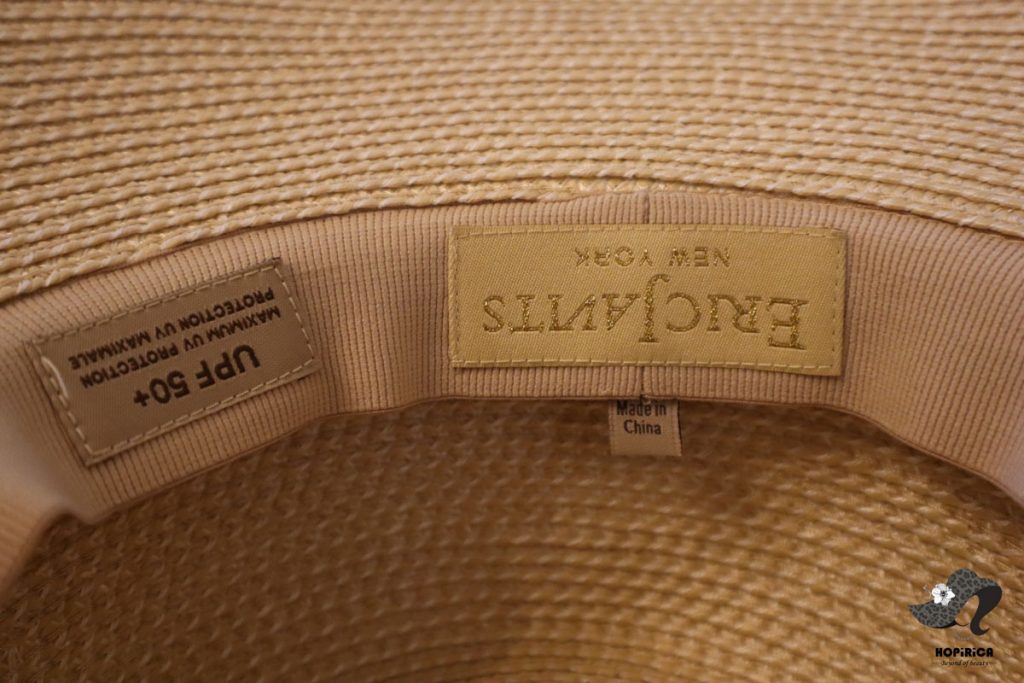 UPF 50+
MAXIMUM UV PROTECTION
PROTECTION UV MAXIMALE
ERICJAVITS
NEW YORK
Made in
China
HOPiRiCA
Beyond of beauty